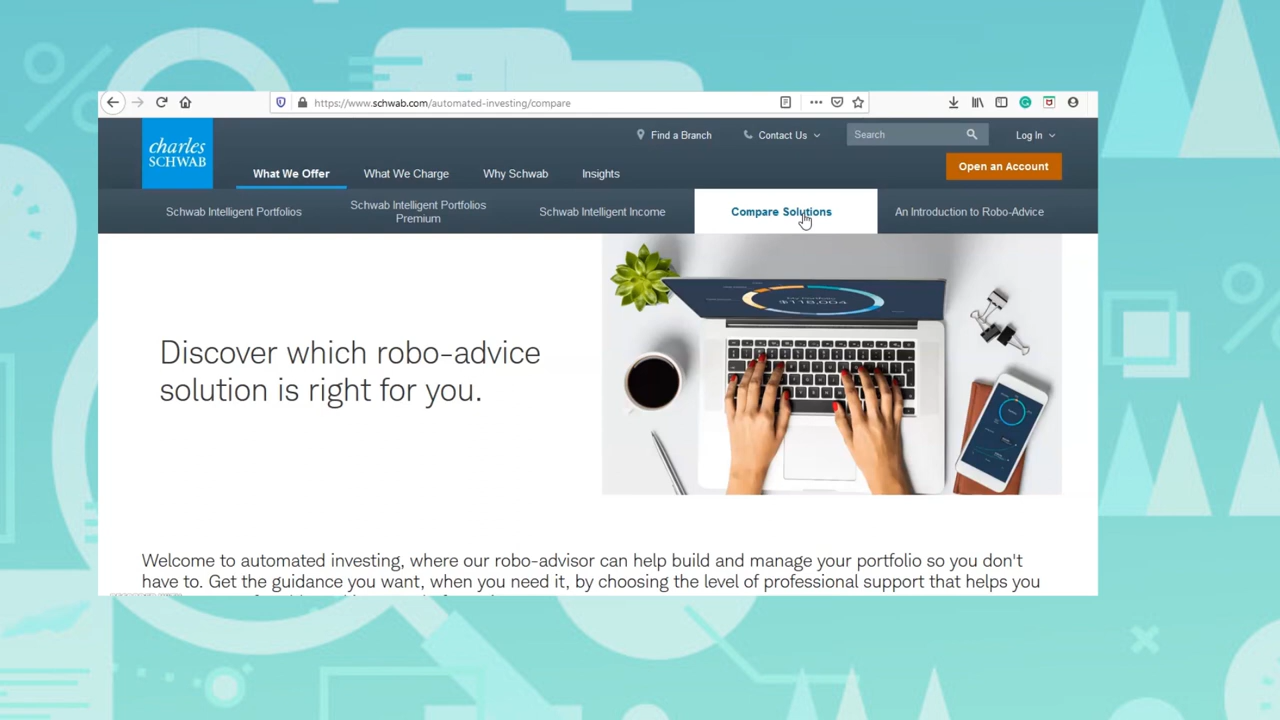 https://www.schwab.com/automated-investing/compare
charles
SCHWAB
Find a Branch
Contact Us
Search
Log In
What We Offer
What We Charge
Why Schwab
Insights
Open an Account
Schwab Intelligent Portfolios
Schwab Intelligent Portfolios
Premium
Schwab Intelligent Income
Compare Solutions
An Introduction to Robo-Advice
Discover which robo-advice
solution is right for you.
Welcome to automated investing, where our robo-advisor can help build and manage your portfolio so you don't
have to. Get the guidance you want, when you need it, by choosing the level of professional support that helps you